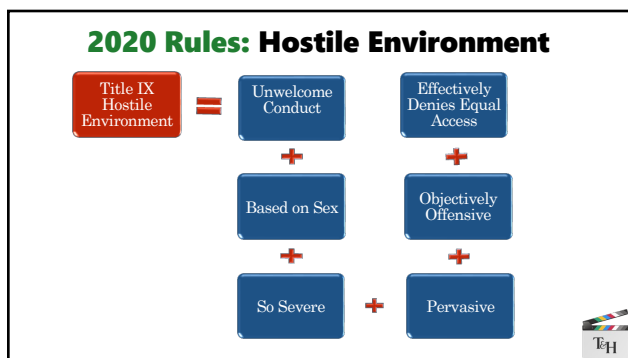 2020 Rules: Hostile Environment
Title IX
Hostile
Environment
=
Unwelcome
Conduct
+
Based on Sex
+
So Severe
+
Pervasive
+
Objectively
Offensive
+
Effectively
Denies Equal
Access
T&H